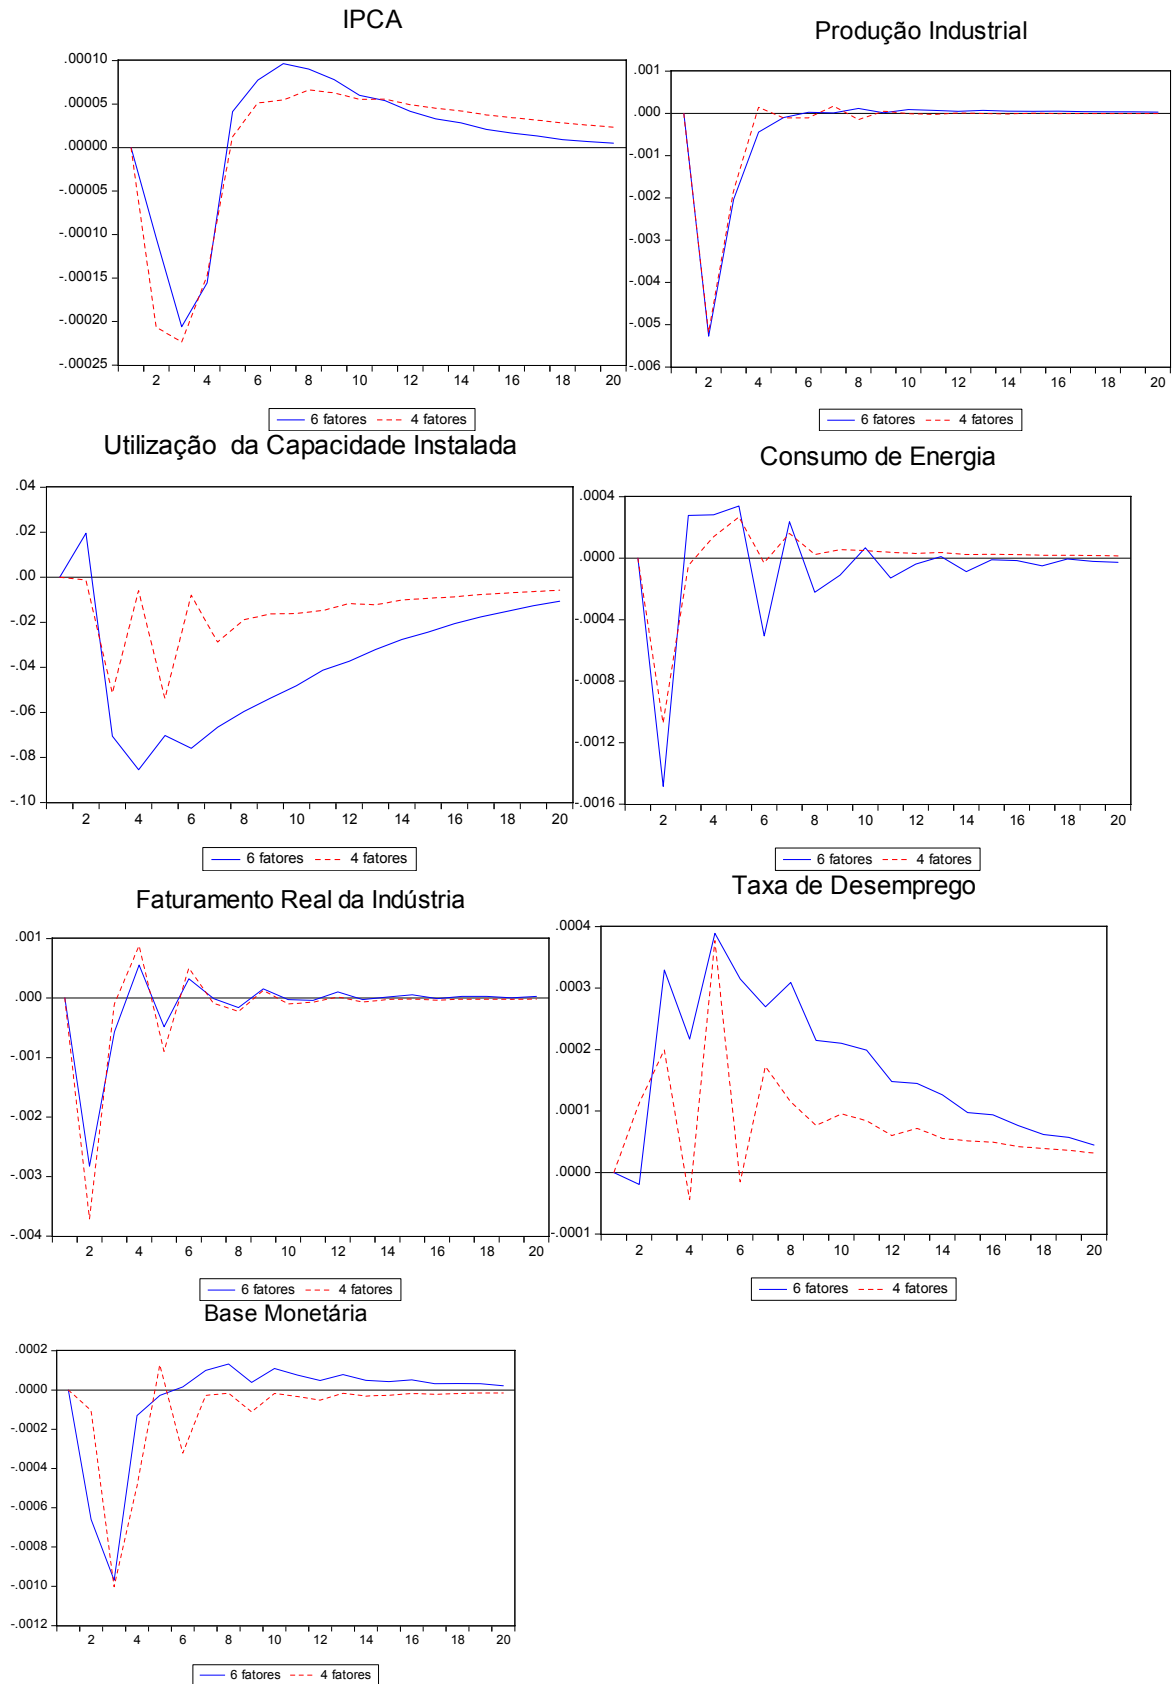 IPCA
.00010
.00005
.00000
-.00005
-.00010
-.00015
-.00020
-.00025
2 4 6 8 10 12 14 16 18 20
6 fatores 4 fatores
Produção Industrial
.001
.000
-.001
-.002
-.003
-.004
-.005
-.006
2 4 6 8 10 12 14 16 18 20
6 fatores 4 fatores
Utilização da Capacidade Instalada
.04
.02
.00
-.02
-.04
-.06
-.08
-.10
2 4 6 8 10 12 14 16 18 20
6 fatores 4 fatores
Consumo de Energia
.0004
.0000
-.0004
-.0008
-.0012
-.0016
2 4 6 8 10 12 14 16 18 20
6 fatores 4 fatores
Faturamento Real da Indústria
.001
.000
-.001
-.002
-.003
-.004
2 4 6 8 10 12 14 16 18 20
6 fatores 4 fatores
Taxa de Desemprego
.0004
.0003
.0002
.0001
.0000
-.0001
2 4 6 8 10 12 14 16 18 20
6 fatores 4 fatores
Base Monetária
.0002
.0000
-.0002
-.0004
-.0006
-.0008
-.0010
-.0012
2 4 6 8 10 12 14 16 18 20
6 fatores 4 fatores